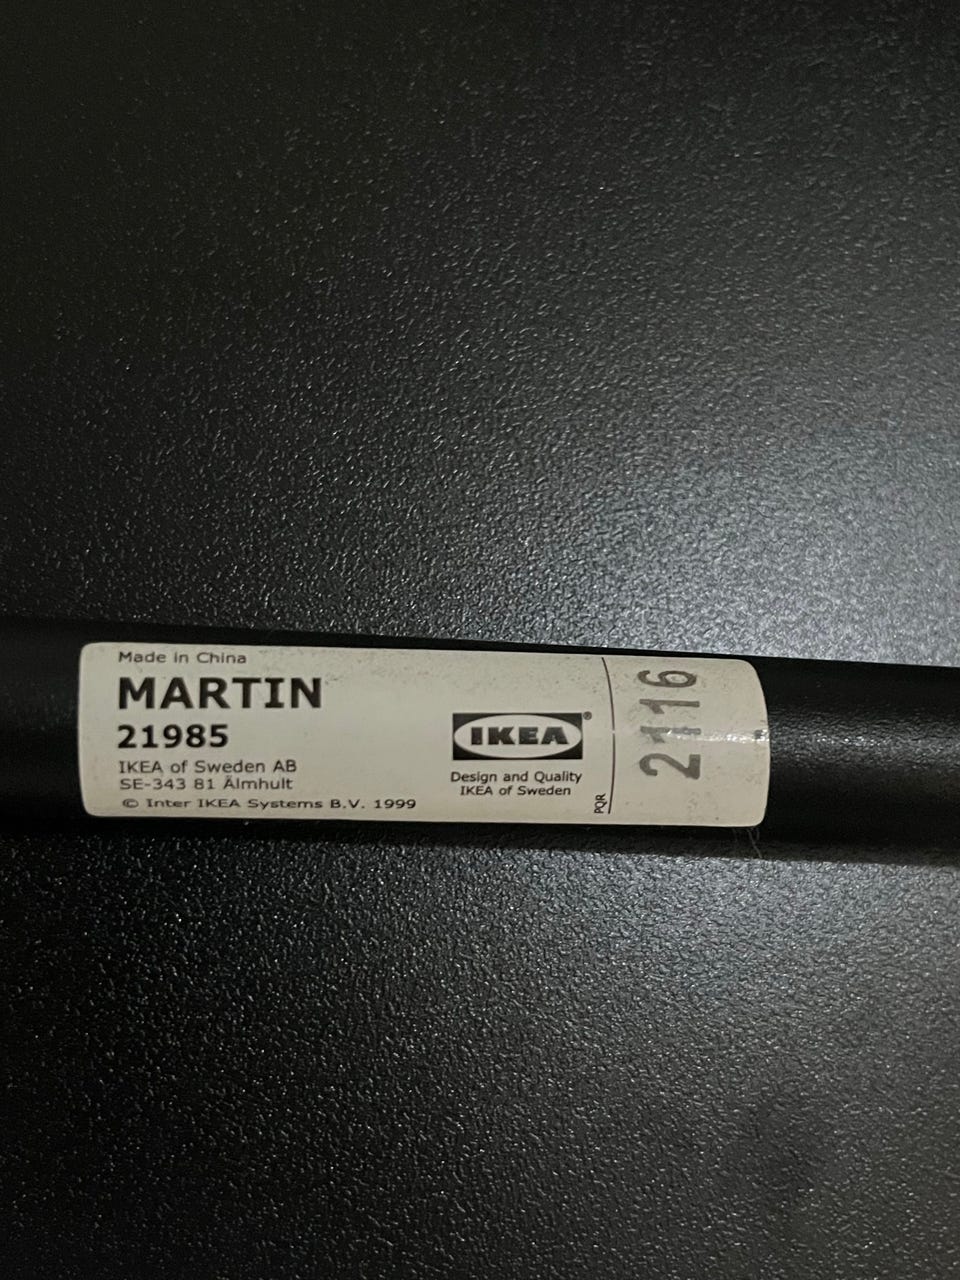 Made in China
MARTIN
21985
IKEA of Sweden AB
SE-343 81 Älmhult
© Inter IKEA Systems B.V. 1999
IKEA®
Design and Quality
IKEA of Sweden
PQR
2116